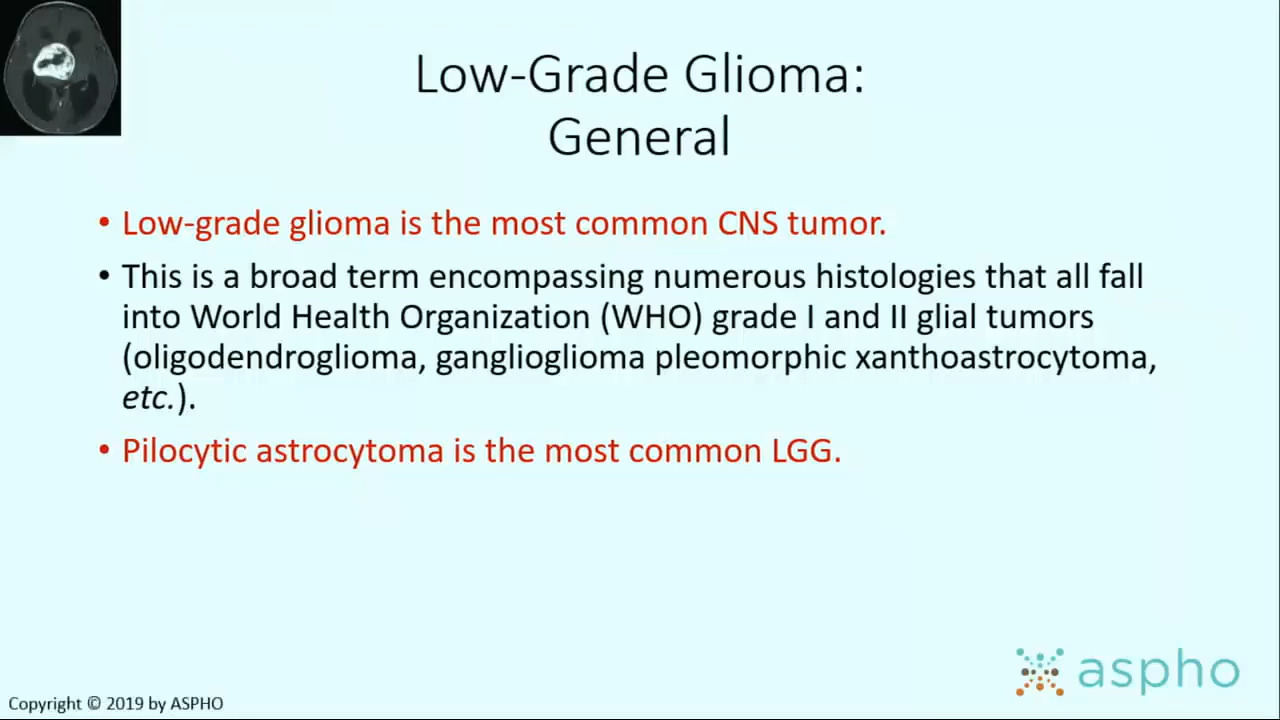 Low-Grade Glioma:
General
• Low-grade glioma is the most common CNS tumor.
• This is a broad term encompassing numerous histologies that all fall
into World Health Organization (WHO) grade I and II glial tumors
(oligodendroglioma, ganglioglioma pleomorphic xanthoastrocytoma,
etc.).
• Pilocytic astrocytoma is the most common LGG.
aspho
Copyright © 2019 by ASPHO